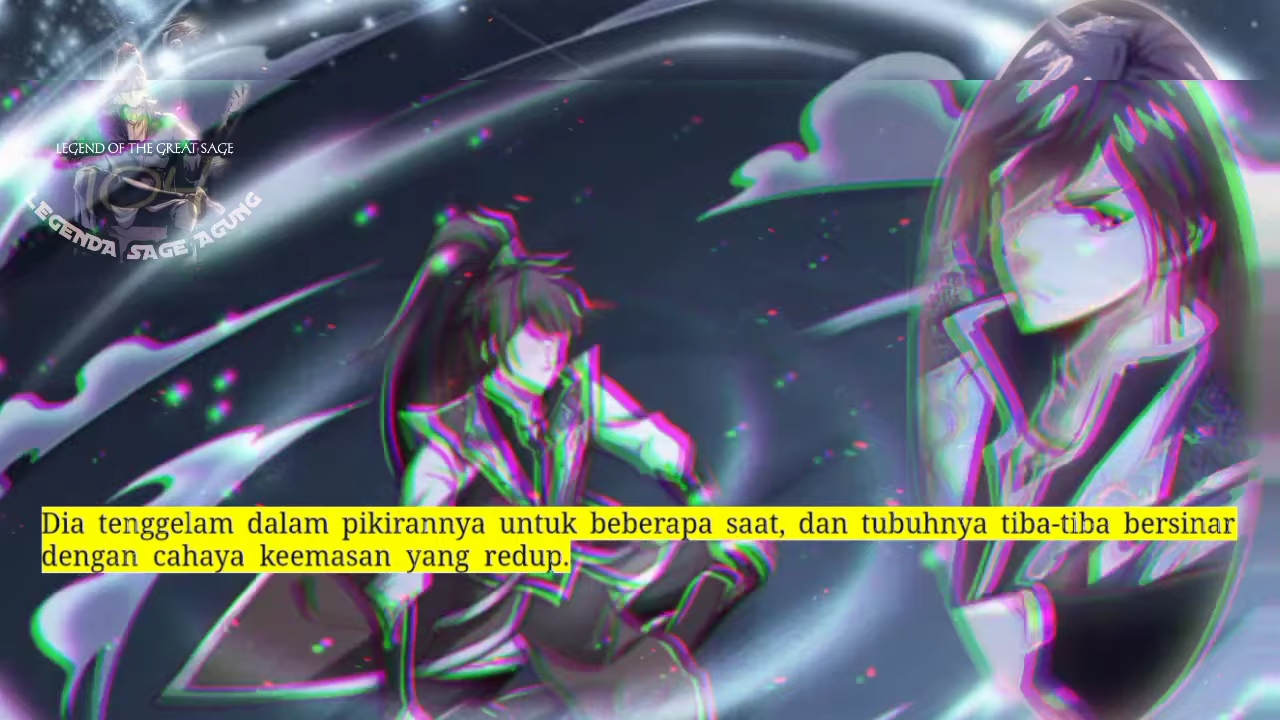 LEGEND OF THE GREAT SAGE
LEGENDA SAGE AGUNG
Dia tenggelam dalam pikirannya untuk beberapa saat, dan tubuhnya tiba-tiba bersinar
dengan cahaya keemasan yang redup.